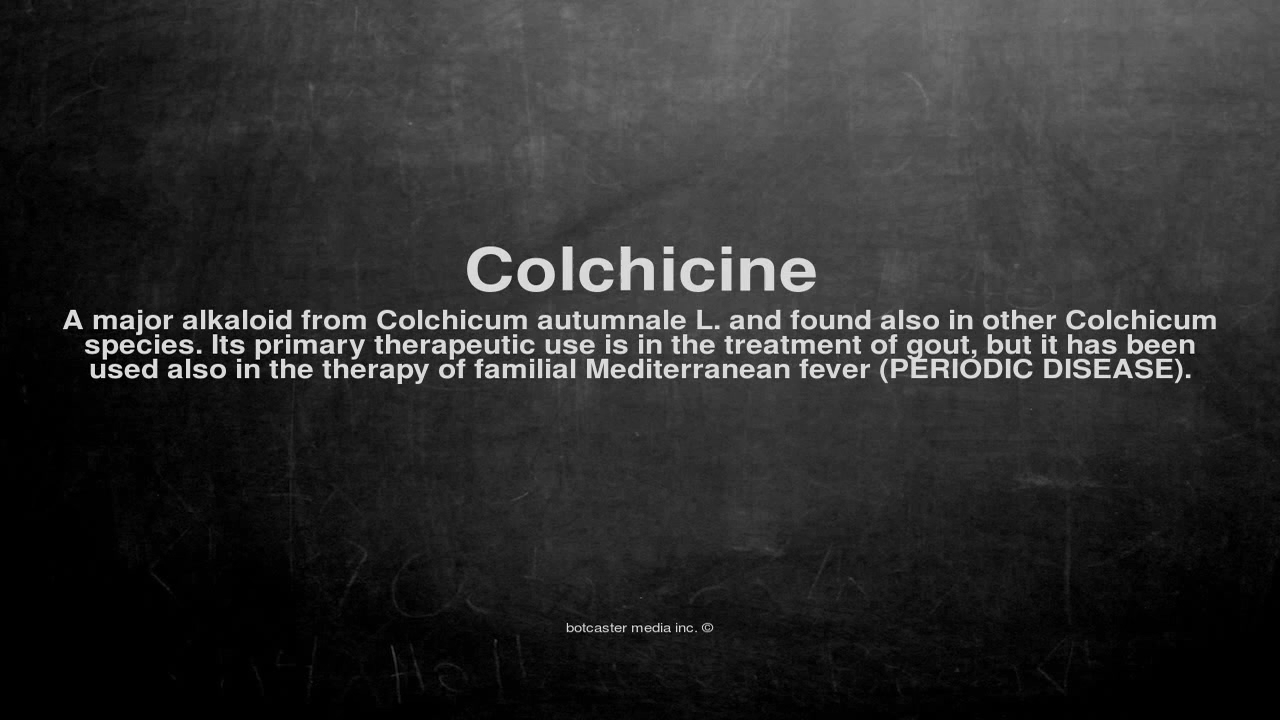 Colchicine
A major alkaloid from Colchicum autumnale L. and found also in other Colchicum
species. Its primary therapeutic use is in the treatment of gout, but it has been
used also in the therapy of familial Mediterranean fever (PERIODIC DISEASE).
botcaster media inc. ©